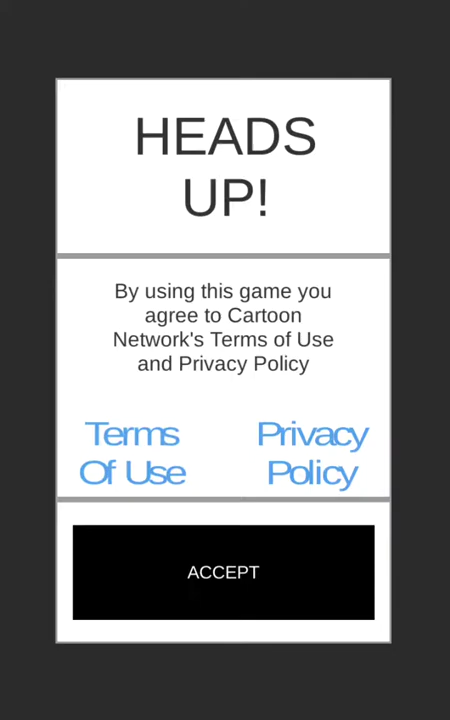 HEADS
UP!
By using this game you
agree to Cartoon
Network's Terms of Use
and Privacy Policy
Terms
Of Use
Privacy
Policy
ACCEPT